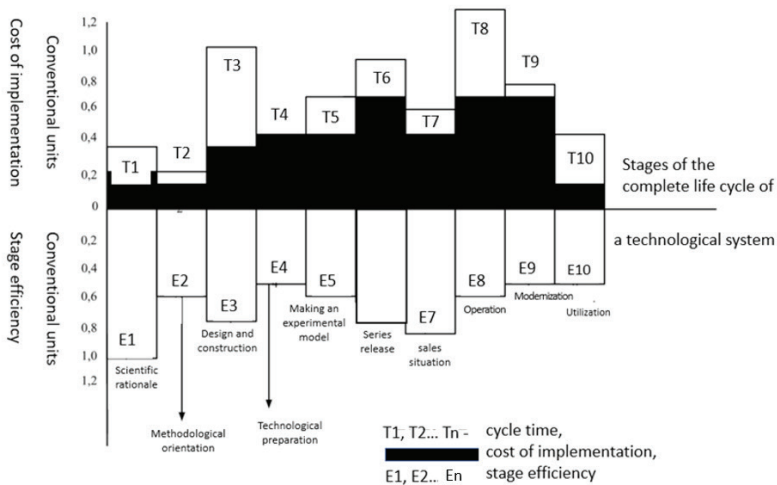 Cost of implementation
Conventional units
1,2
1,0
0,8
0,6
0,4
0,2
0
T1
T2
T3
T4
T5
T6
T7
T8
T9
T10
Stages of the
complete life cycle of
a technological system
Stage efficiency
Conventional units
0,2
0,4
0,6
0,8
1,0
1,2
E1
E2
E3
E4
E5
E7
E8
E9
E10
Scientific
rationale
Methodological
orientation
Design and
construction
Technological
preparation
Making an
experimental
model
Series
release
sales
situation
Operation
Modernization
Utilization
T1, T2... Tn - cycle time,
cost of implementation,
E1, E2... En stage efficiency